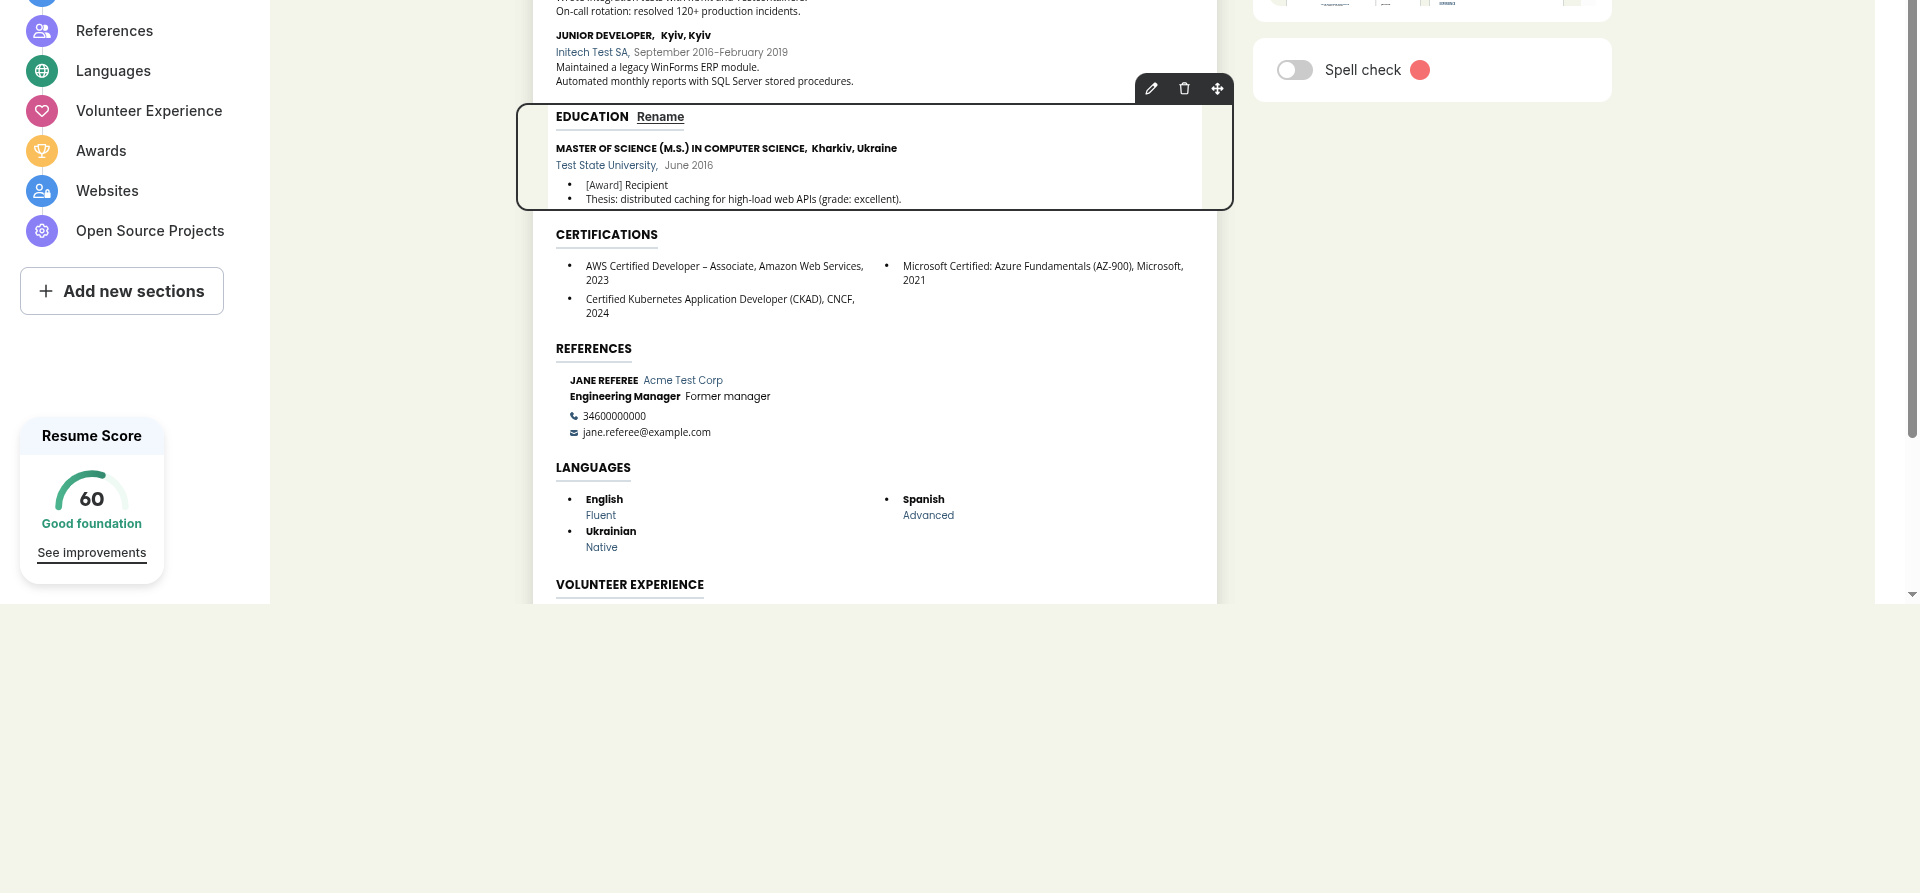 References
Languages
Volunteer Experience
Awards
Websites
Open Source Projects
Add new sections
Resume Score
60
Good foundation
See improvements
On-call rotation: resolved 120+ production incidents.
JUNIOR DEVELOPER, Kyiv, Kyiv
Initech Test SA, September 2016-February 2019
Maintained a legacy WinForms ERP module.
Automated monthly reports with SQL Server stored procedures.
EDUCATION Rename
MASTER OF SCIENCE (M.S.) IN COMPUTER SCIENCE, Kharkiv, Ukraine
Test State University, June 2016
• [Award] Recipient
• Thesis: distributed caching for high-load web APIs (grade: excellent).
CERTIFICATIONS
• AWS Certified Developer – Associate, Amazon Web Services,
2023
• Certified Kubernetes Application Developer (CKAD), CNCF,
2024
• Microsoft Certified: Azure Fundamentals (AZ-900), Microsoft,
2021
REFERENCES
JANE REFEREE Acme Test Corp
Engineering Manager Former manager
34600000000
jane.referee@example.com
LANGUAGES
• English
Fluent
• Ukrainian
Native
• Spanish
Advanced
VOLUNTEER EXPERIENCE
Spell check